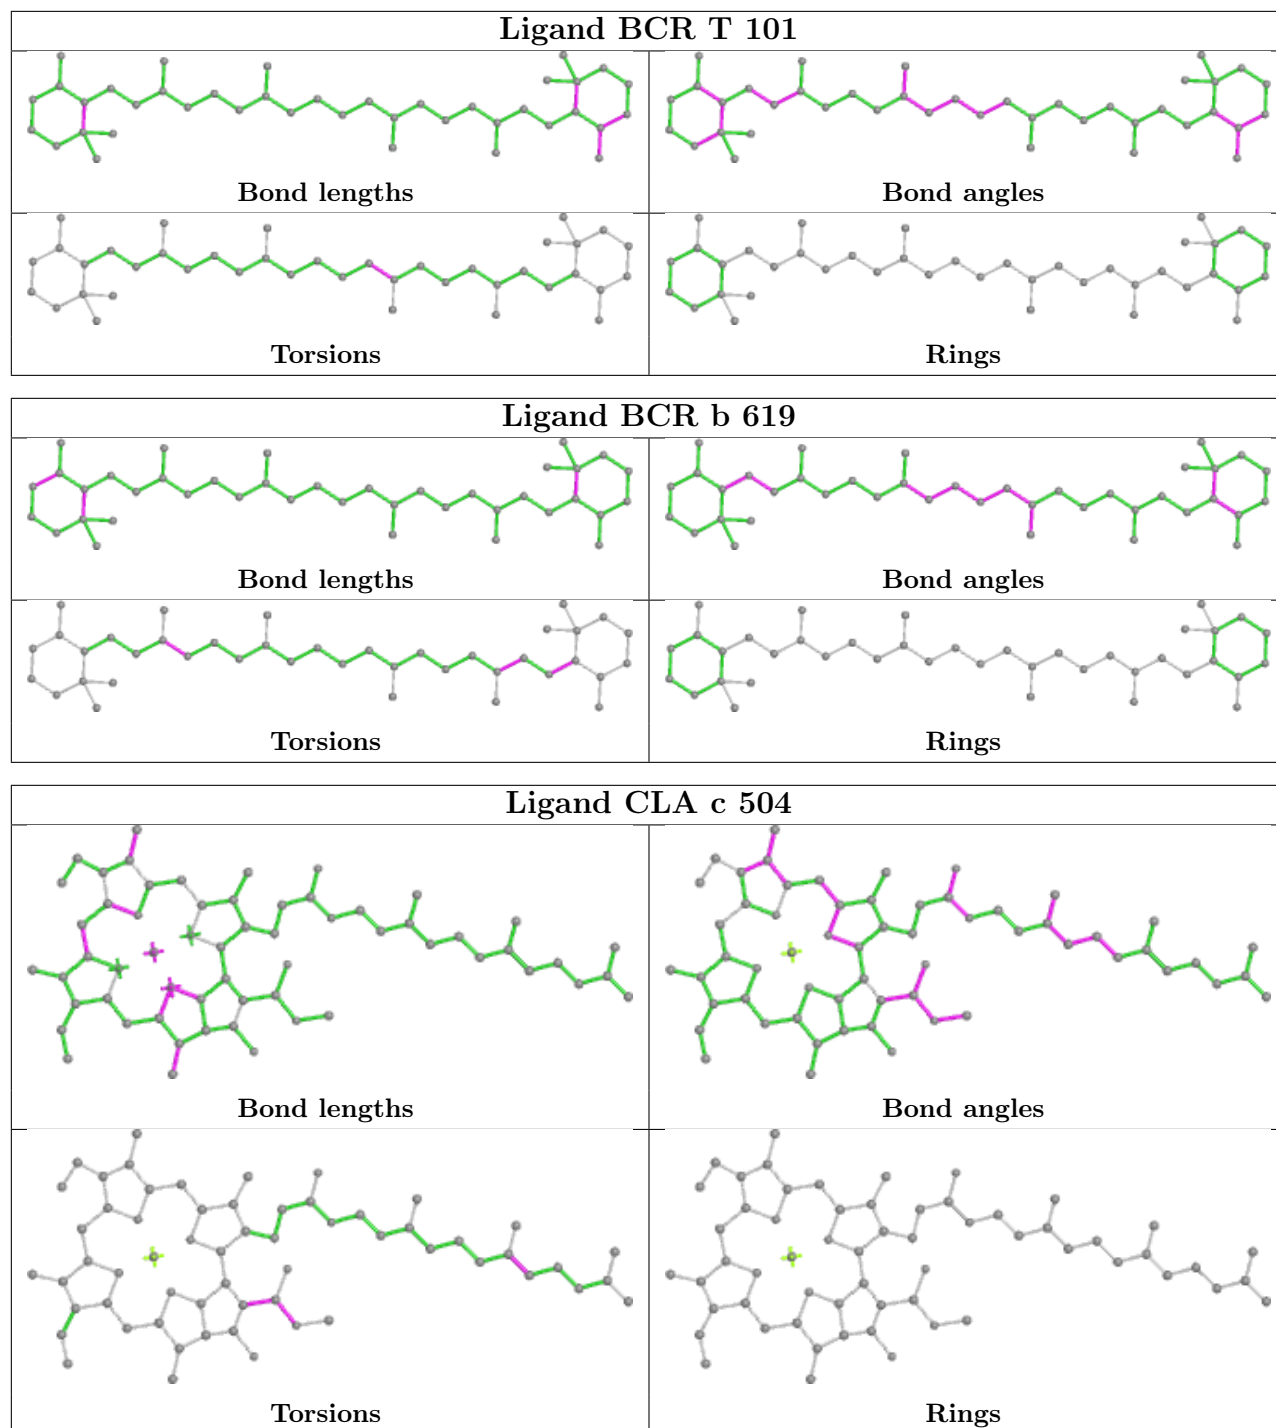 Ligand BCR T 101
Bond lengths
Bond angles
Torsions
Rings
Ligand BCR b 619
Bond lengths
Bond angles
Torsions
Rings
Ligand CLA c 504
Bond lengths
Bond angles
Torsions
Rings